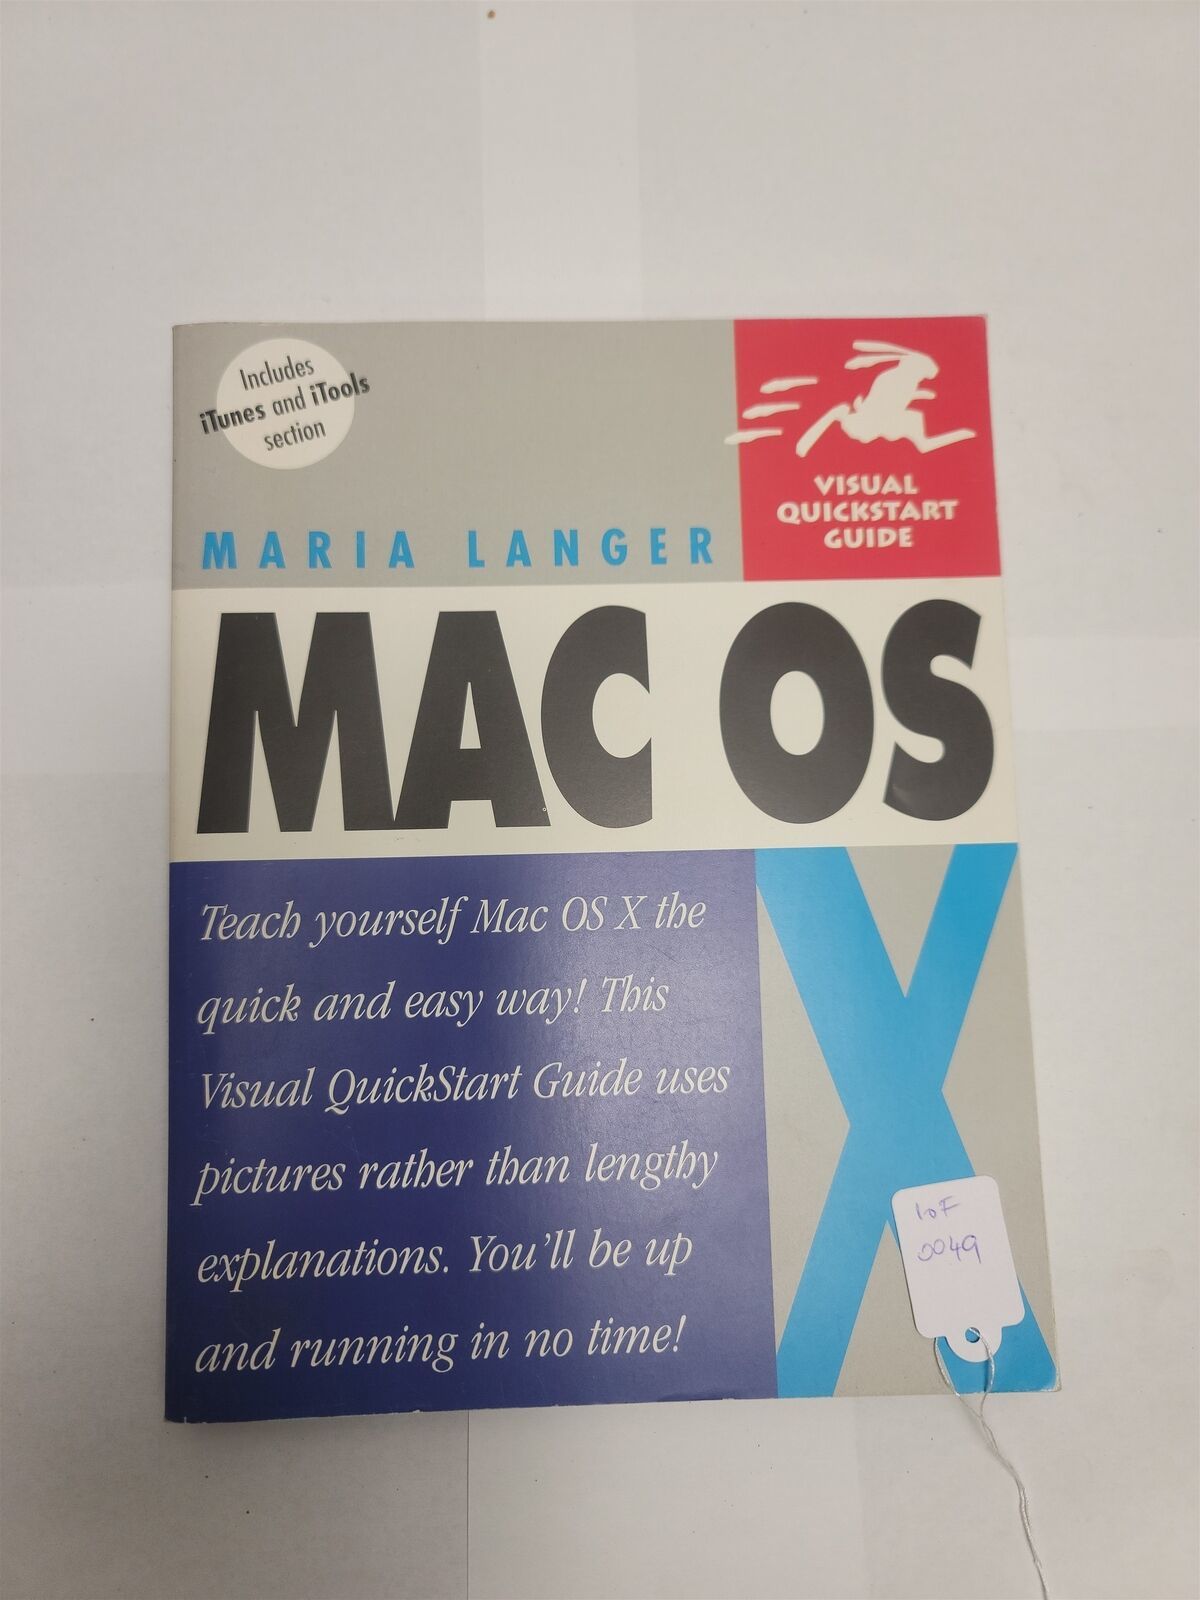 Includes
iTunes and iTools
section
VISUAL
QUICKSTART
GUIDE
MARIA LANGER
MAC OS
X
Teach yourself Mac OS X the
quick and easy way! This
Visual QuickStart Guide uses
pictures rather than lengthy
explanations. You'll be up
and running in no time!
0049